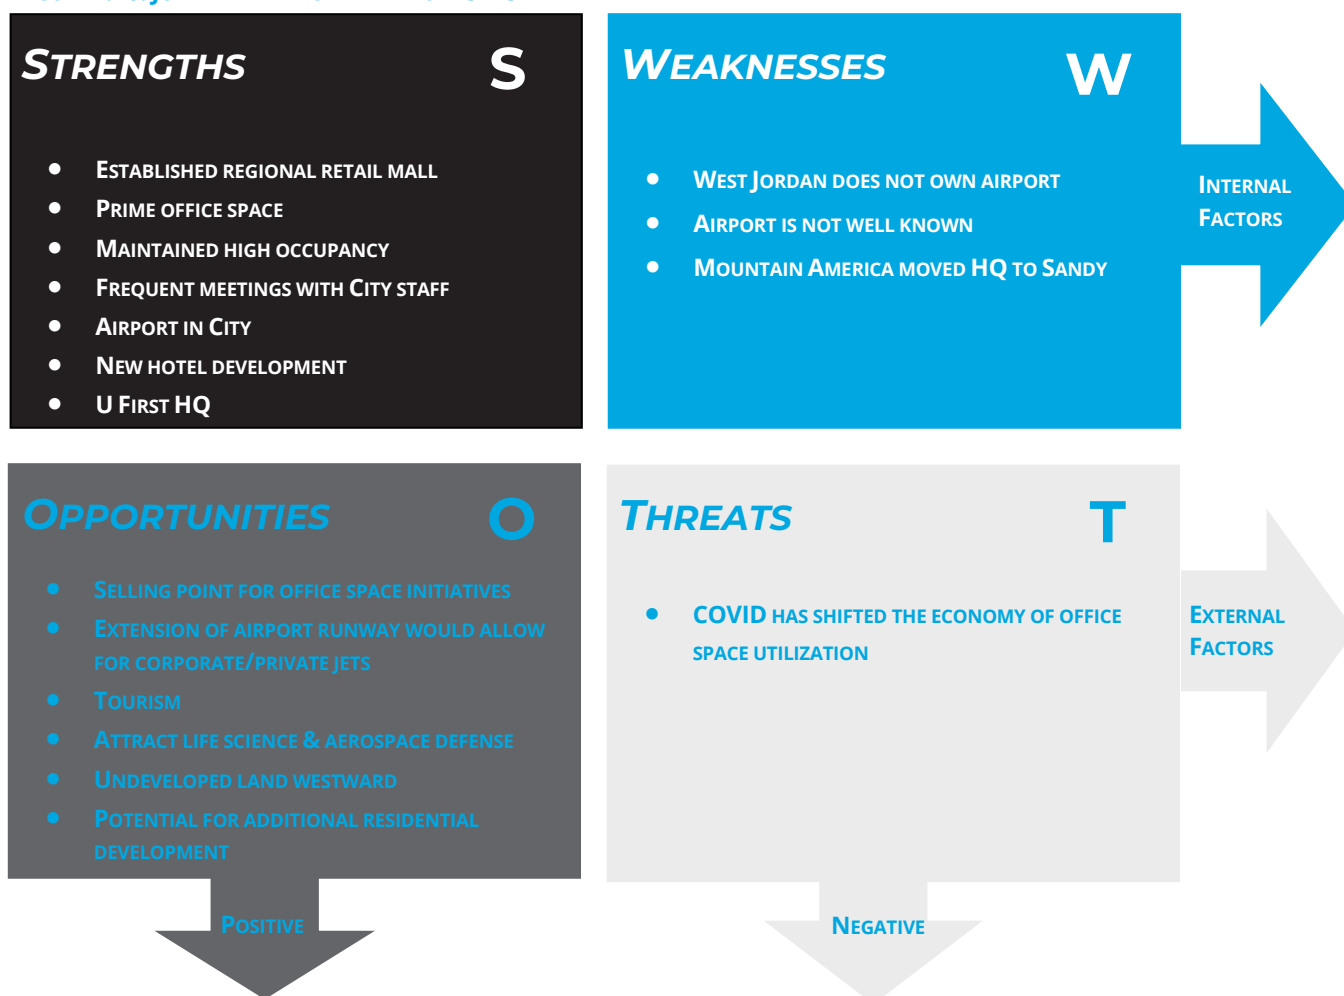 STRENGTHS S
• ESTABLISHED REGIONAL RETAIL MALL
• PRIME OFFICE SPACE
• MAINTAINED HIGH OCCUPANCY
• FREQUENT MEETINGS WITH CITY STAFF
• AIRPORT IN CITY
• NEW HOTEL DEVELOPMENT
• U FIRST HQ
WEAKNESSES W
• WEST JORDAN DOES NOT OWN AIRPORT
• AIRPORT IS NOT WELL KNOWN
• MOUNTAIN AMERICA MOVED HQ TO SANDY
INTERNAL
FACTORS
OPPORTUNITIES O
• SELLING POINT FOR OFFICE SPACE INITIATIVES
• EXTENSION OF AIRPORT RUNWAY WOULD ALLOW
FOR CORPORATE/PRIVATE JETS
• TOURISM
• ATTRACT LIFE SCIENCE & AEROSPACE DEFENSE
• UNDEVELOPED LAND WESTWARD
• POTENTIAL FOR ADDITIONAL RESIDENTIAL
DEVELOPMENT
THREATS T
• COVID HAS SHIFTED THE ECONOMY OF OFFICE
SPACE UTILIZATION
EXTERNAL
FACTORS
POSITIVE
NEGATIVE